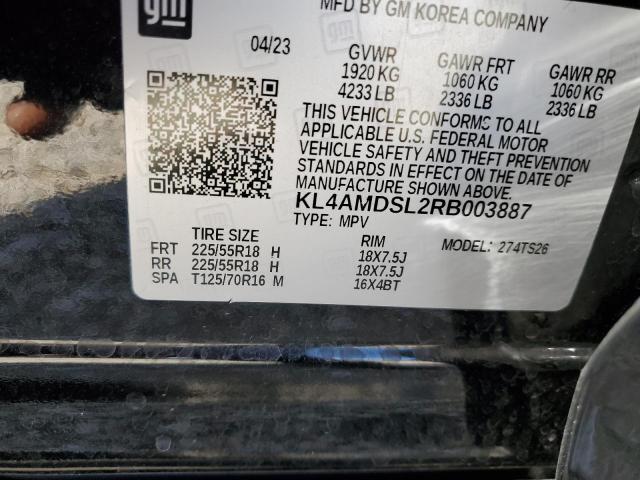 gm
MFD BY GM KOREA COMPANY
04/23 GVWR GAWR FRT GAWR RR
1920 KG 1060 KG 1060 KG
4233 LB 2336 LB 2336 LB
THIS VEHICLE CONFORMS TO ALL
APPLICABLE U.S. FEDERAL MOTOR
VEHICLE SAFETY AND THEFT PREVENTION
STANDARDS IN EFFECT ON THE DATE OF
MANUFACTURE SHOWN ABOVE.
KL4AMDSL2RB003887
TYPE: MPV
TIRE SIZE RIM MODEL: 274TS26
FRT 225/55R18 H 18X7.5J
RR 225/55R18 H 18X7.5J
SPA T125/70R16 M 16X4BT